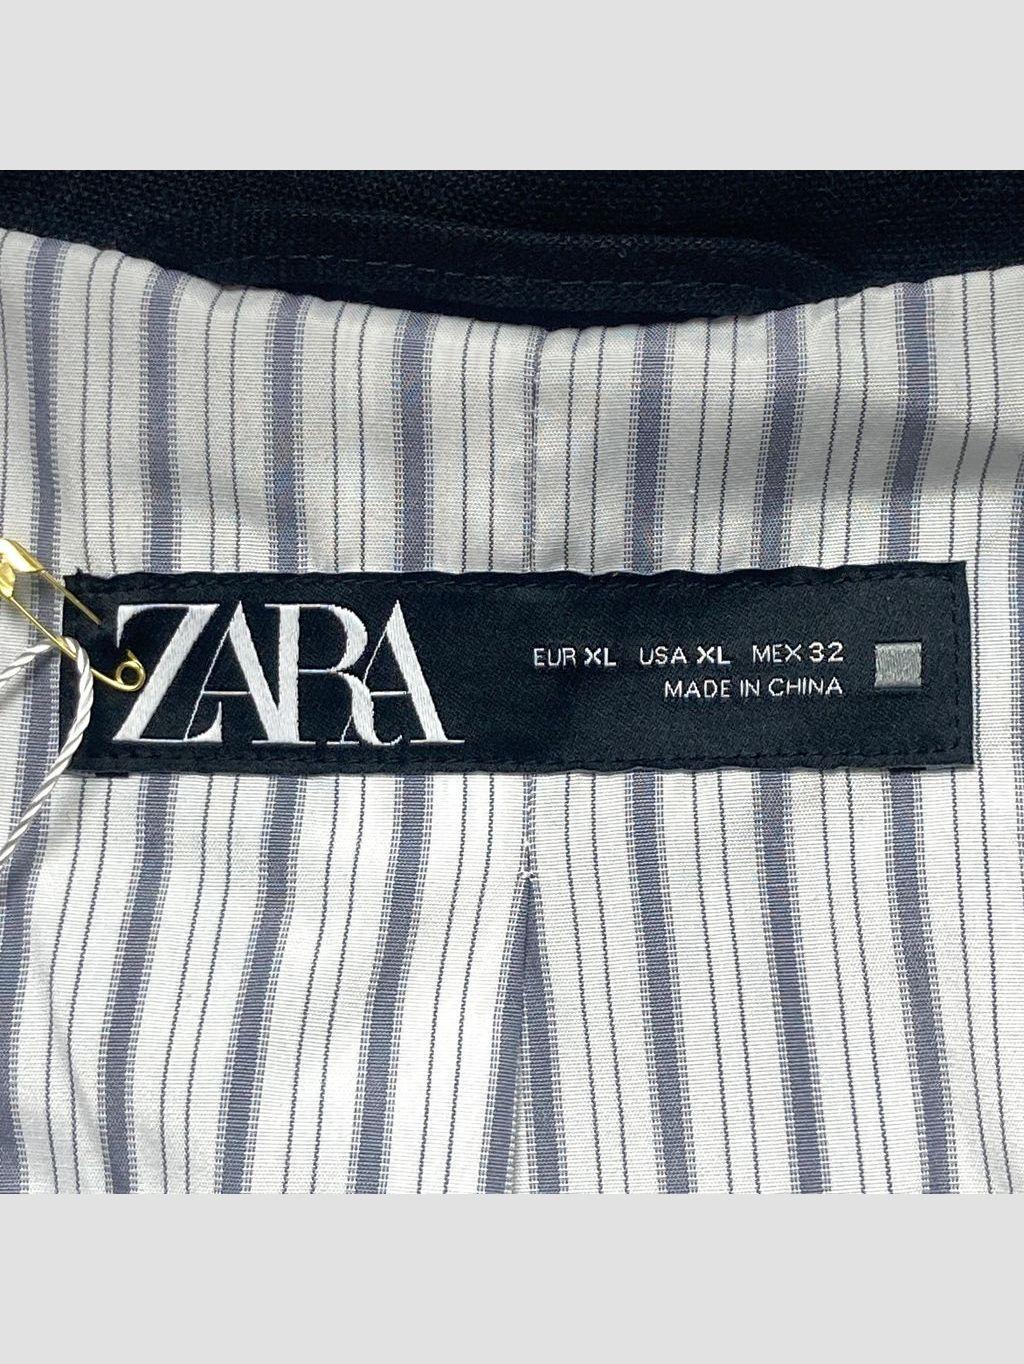 ZARA
EUR XL USA XL MEX 32
MADE IN CHINA